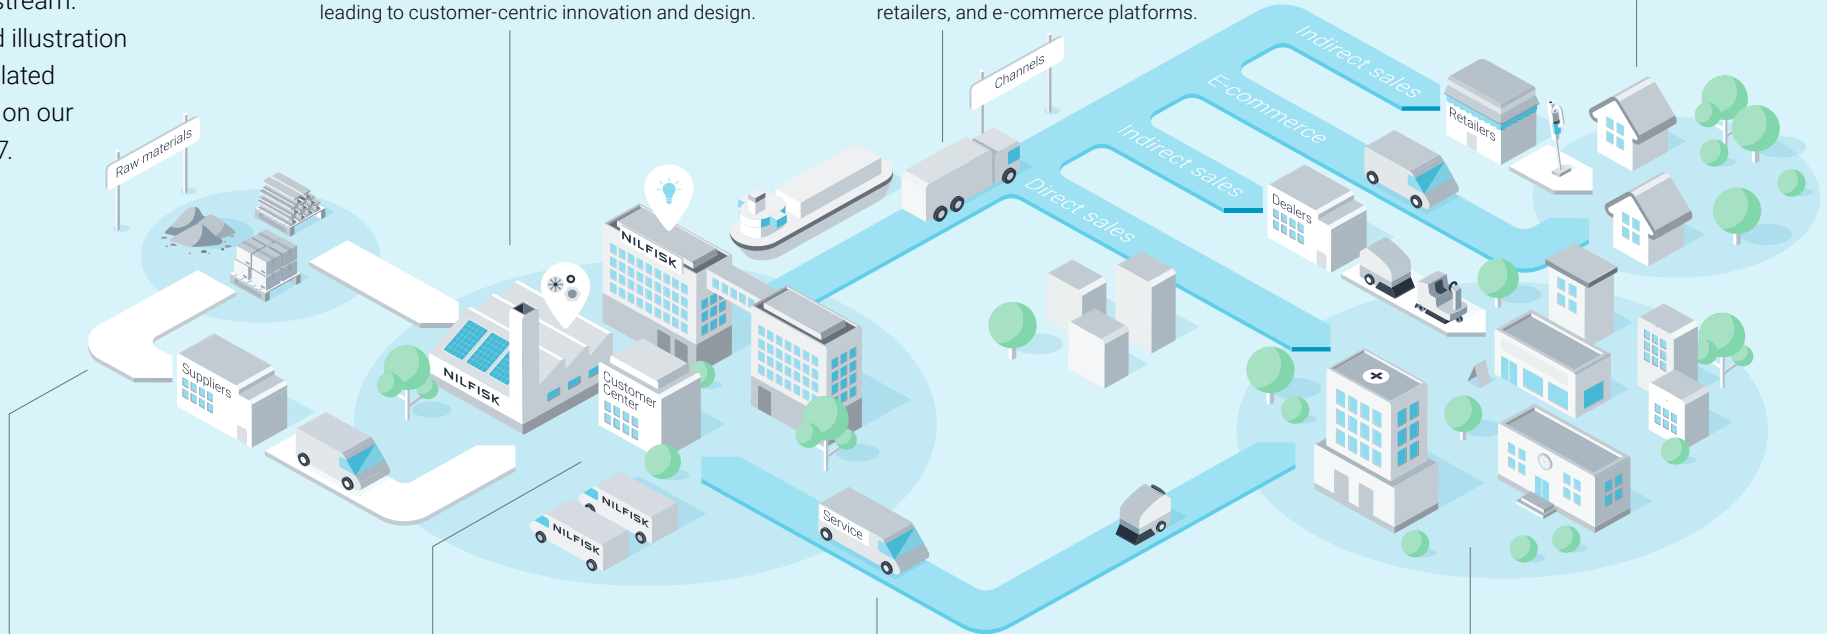 stream.
d illustration
lated
on our
7.
leading to customer-centric innovation and design.
retailers, and e-commerce platforms.
Raw materials
Channels
Indirect sales
E-commerce
Indirect sales
Direct sales
Retailers
Dealers
NILFISK
NILFISK
Suppliers
Customer
Center
NILFISK
NILFISK
Service